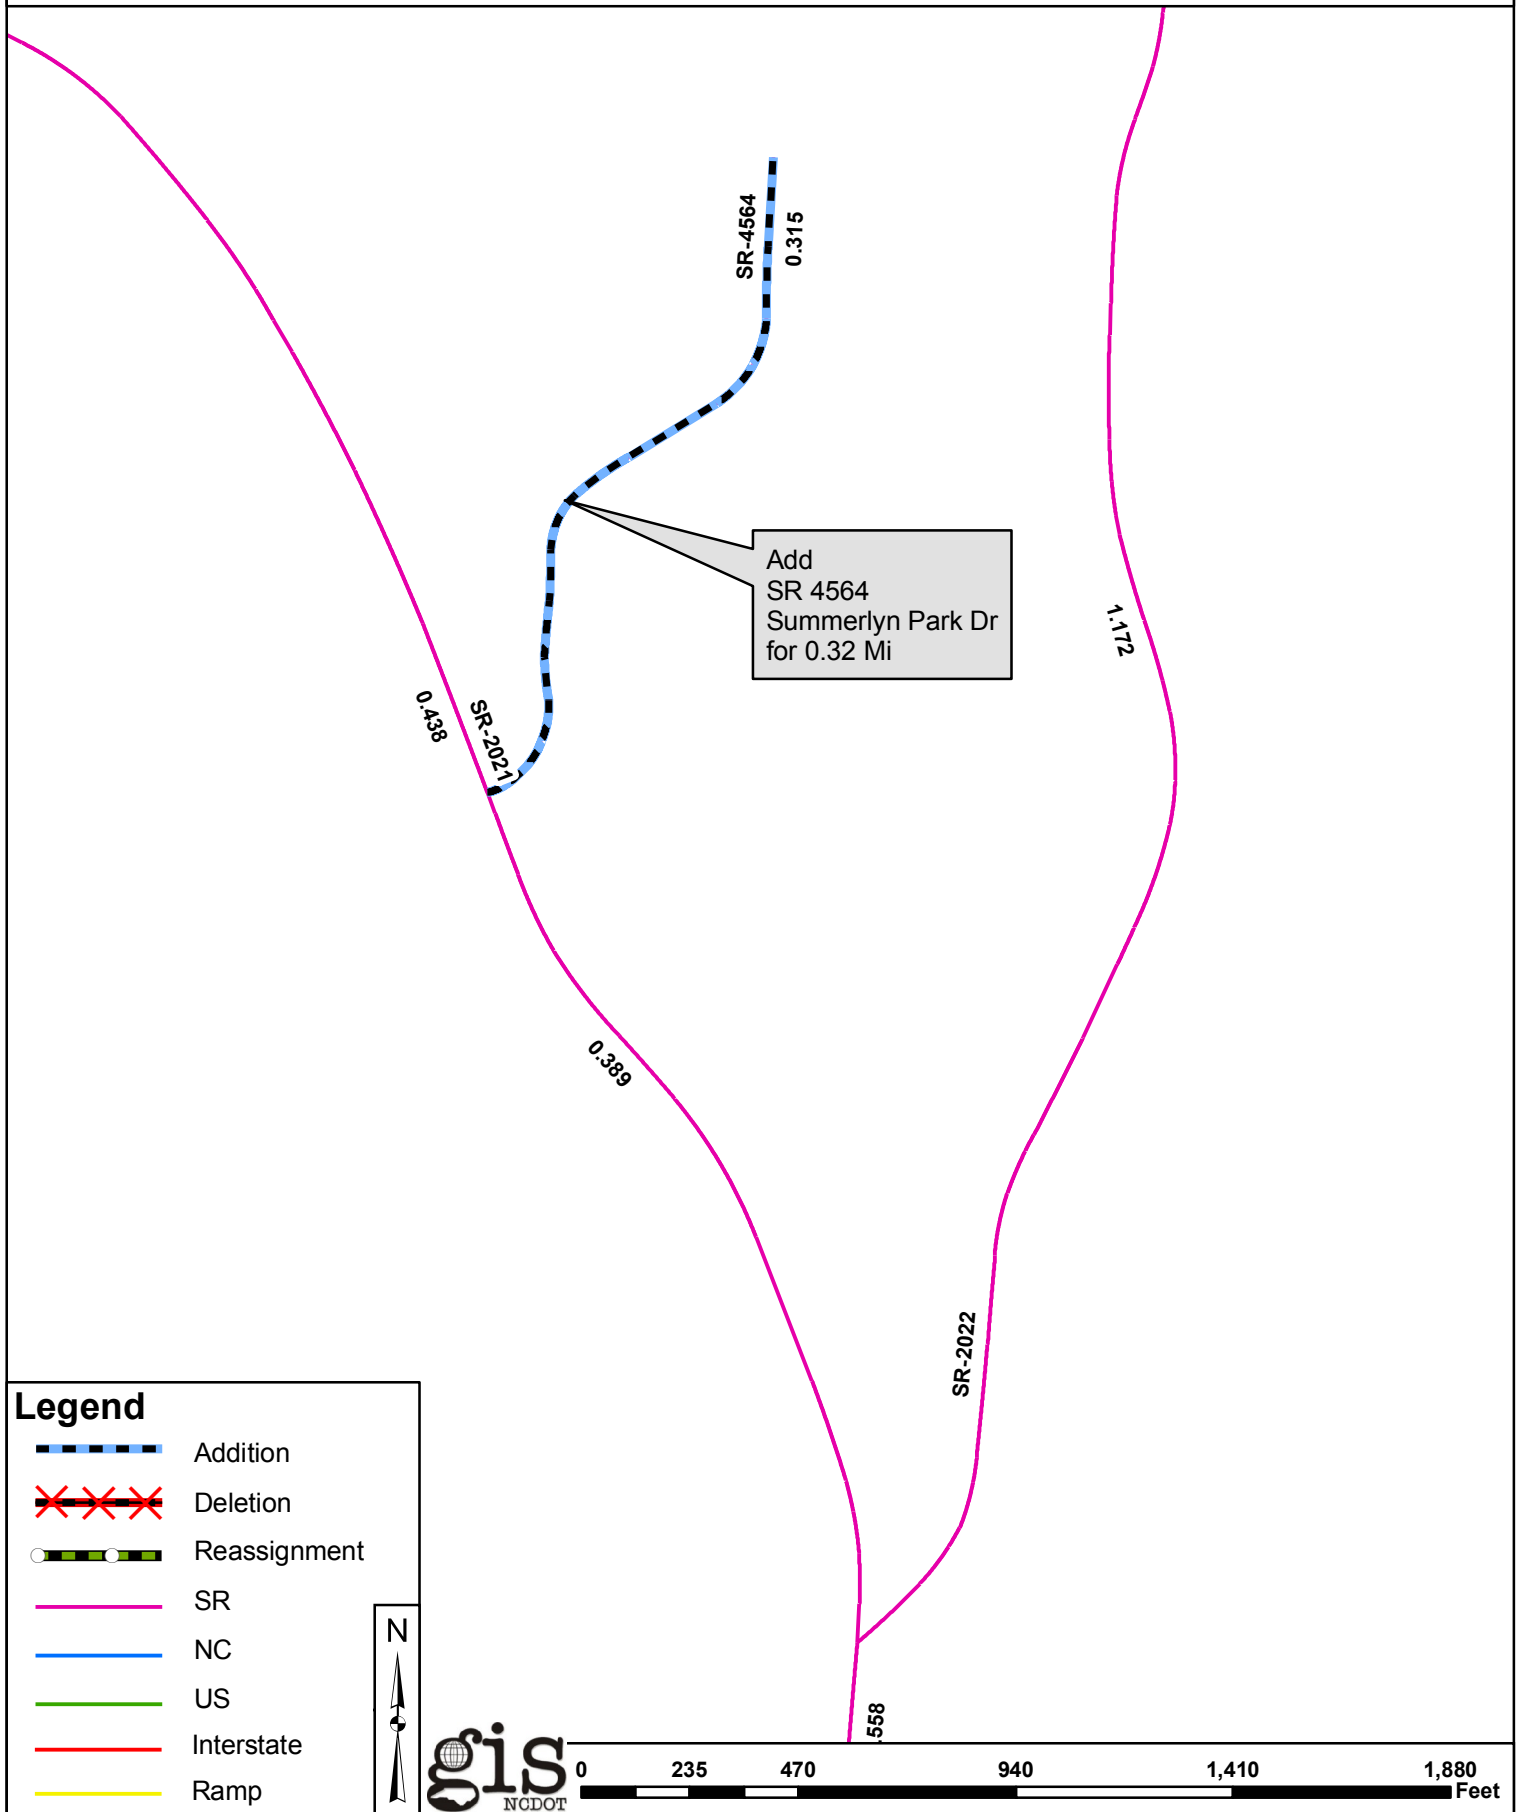 SR-4564
0.315
Add
SR 4564
Summerlyn Park Dr
for 0.32 Mi
1.172
0.438
SR-2021
0.389
SR-2022
.558
Legend
Addition
Deletion
Reassignment
SR
NC
US
Interstate
Ramp
N
gis
NCDOT
0 235 470 940 1,410 1,880
Feet